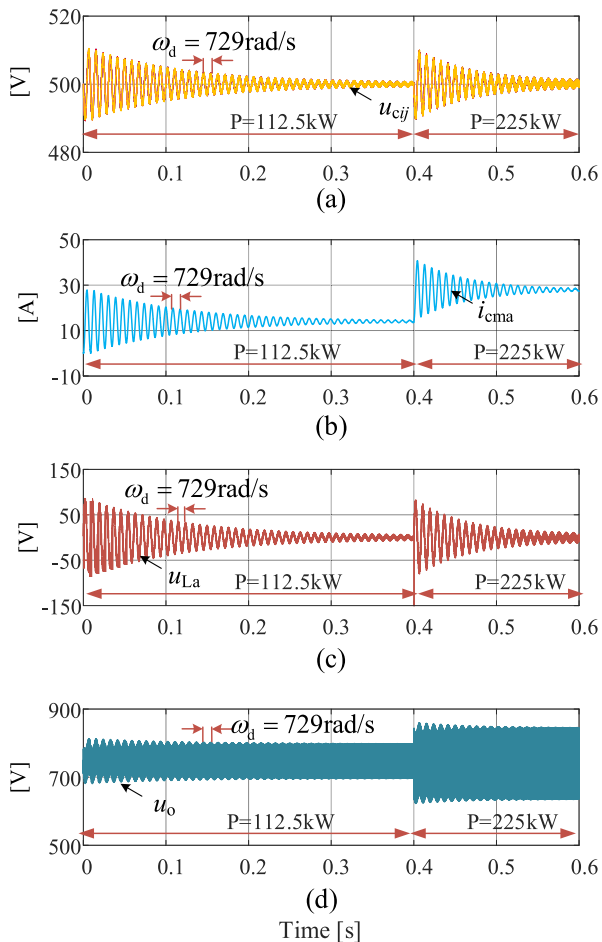 520
ωd = 729rad/s
[V]
500
ucij
P=112.5kW
P=225kW
480
0 0.1 0.2 0.3 0.4 0.5 0.6
(a)
50
ωd = 729rad/s
30
[A]
icma
10
P=112.5kW
P=225kW
-10
0 0.1 0.2 0.3 0.4 0.5 0.6
(b)
150
ωd = 729rad/s
50
[V]
-50
uLa
P=112.5kW
P=225kW
-150
0 0.1 0.2 0.3 0.4 0.5 0.6
(c)
900
ωd = 729rad/s
[V]
700
uo
P=112.5kW
P=225kW
500
0 0.1 0.2 0.3 0.4 0.5 0.6
(d)
Time [s]